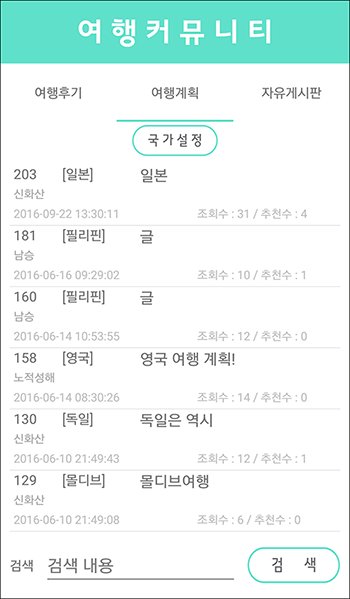 여행커뮤니티
여행후기 여행계획 자유게시판
국가설정
203 [일본] 일본
신화산
2016-09-22 13:30:11 조회수 : 31 / 추천수 : 4
181 [필리핀] 글
남승
2016-06-16 09:29:02 조회수 : 10 / 추천수 : 1
160 [필리핀] 글
남승
2016-06-14 10:53:55 조회수 : 12 / 추천수 : 0
158 [영국] 영국 여행 계획!
노적성해
2016-06-14 08:30:26 조회수 : 14 / 추천수 : 0
130 [독일] 독일은 역시
신화산
2016-06-10 21:49:43 조회수 : 12 / 추천수 : 1
129 [몰디브] 몰디브여행
신화산
2016-06-10 21:49:08 조회수 : 6 / 추천수 : 0
검색 검색 내용 검 색